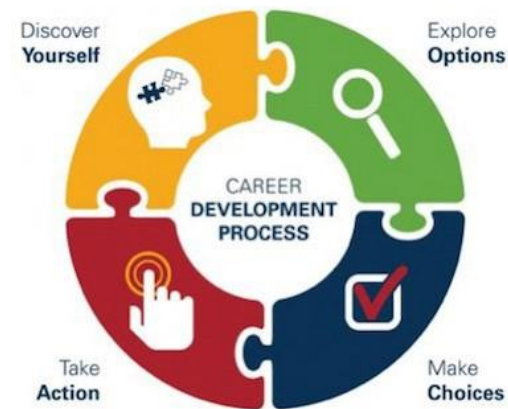 Discover
Yourself
Explore
Options
CAREER
DEVELOPMENT
PROCESS
Take
Action
Make
Choices